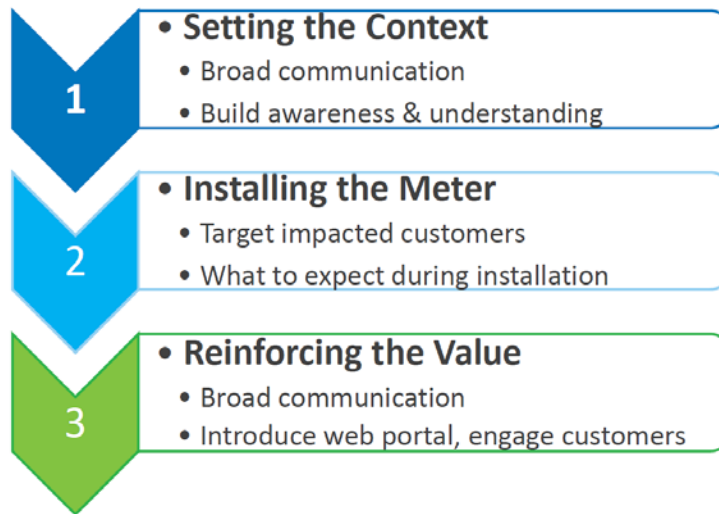 1
• Setting the Context
• Broad communication
• Build awareness & understanding
2
• Installing the Meter
• Target impacted customers
• What to expect during installation
3
• Reinforcing the Value
• Broad communication
• Introduce web portal, engage customers